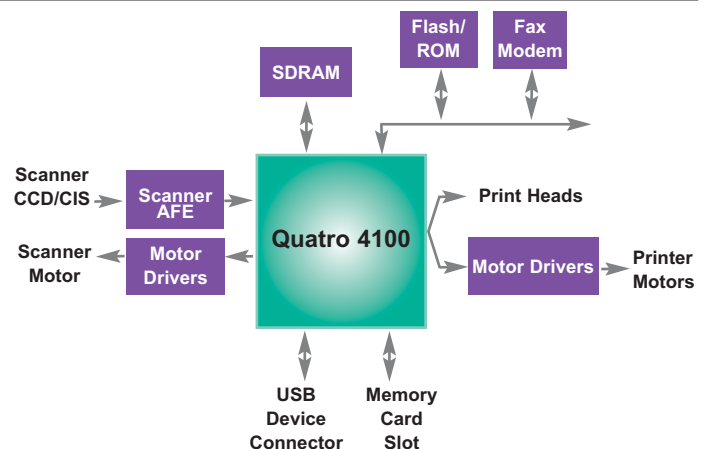 Flash/
ROM
Fax
Modem
SDRAM
Scanner
CCD/CIS
Scanner
AFE
Quatro 4100
Print Heads
Scanner
Motor
Motor
Drivers
Motor Drivers
Printer
Motors
USB
Device
Connector
Memory
Card
Slot